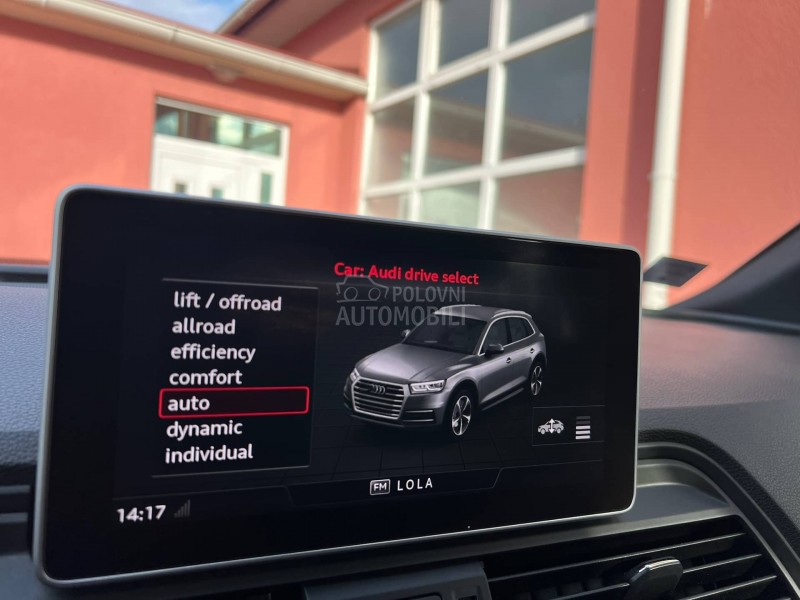 Car: Audi drive select
lift / offroad
allroad
efficiency
comfort
auto
dynamic
individual
POLOVNI
AUTOMOBILI
FM LOLA
14:17